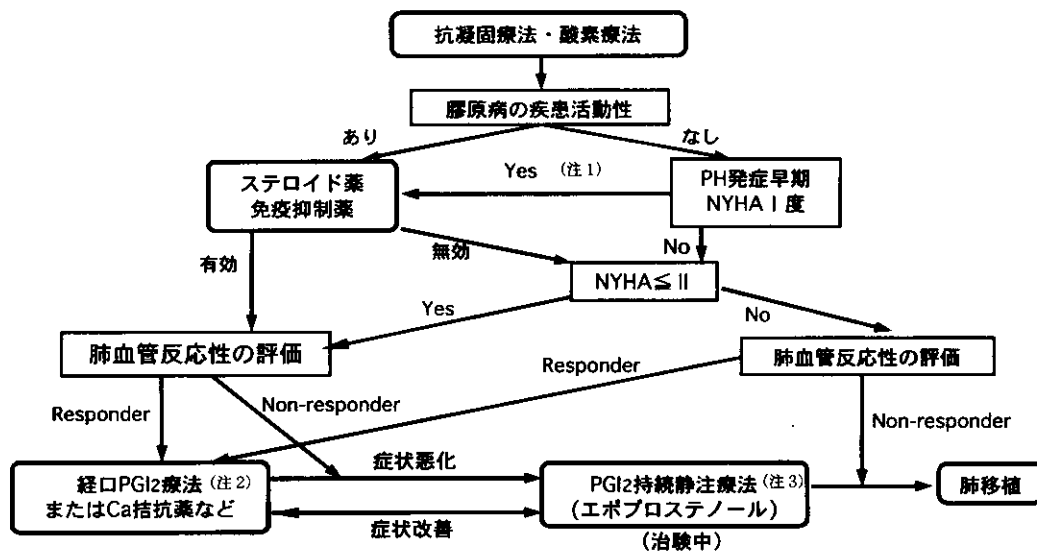 抗凝固療法・酸素療法
膠原病の疾患活動性
あり
なし
ステロイド薬
免疫抑制薬
Yes (注1)
PH発症早期
NYHA I 度
有効
無効
No
NYHA≦II
Yes
No
肺血管反応性の評価
肺血管反応性の評価
Responder
Responder
Non-responder
Non-responder
経口PGI2療法(注2)
またはCa拮抗薬など
症状悪化
症状改善
PGI2持続静注療法(注3)
(エポプロステノール)
(治験中)
肺移植